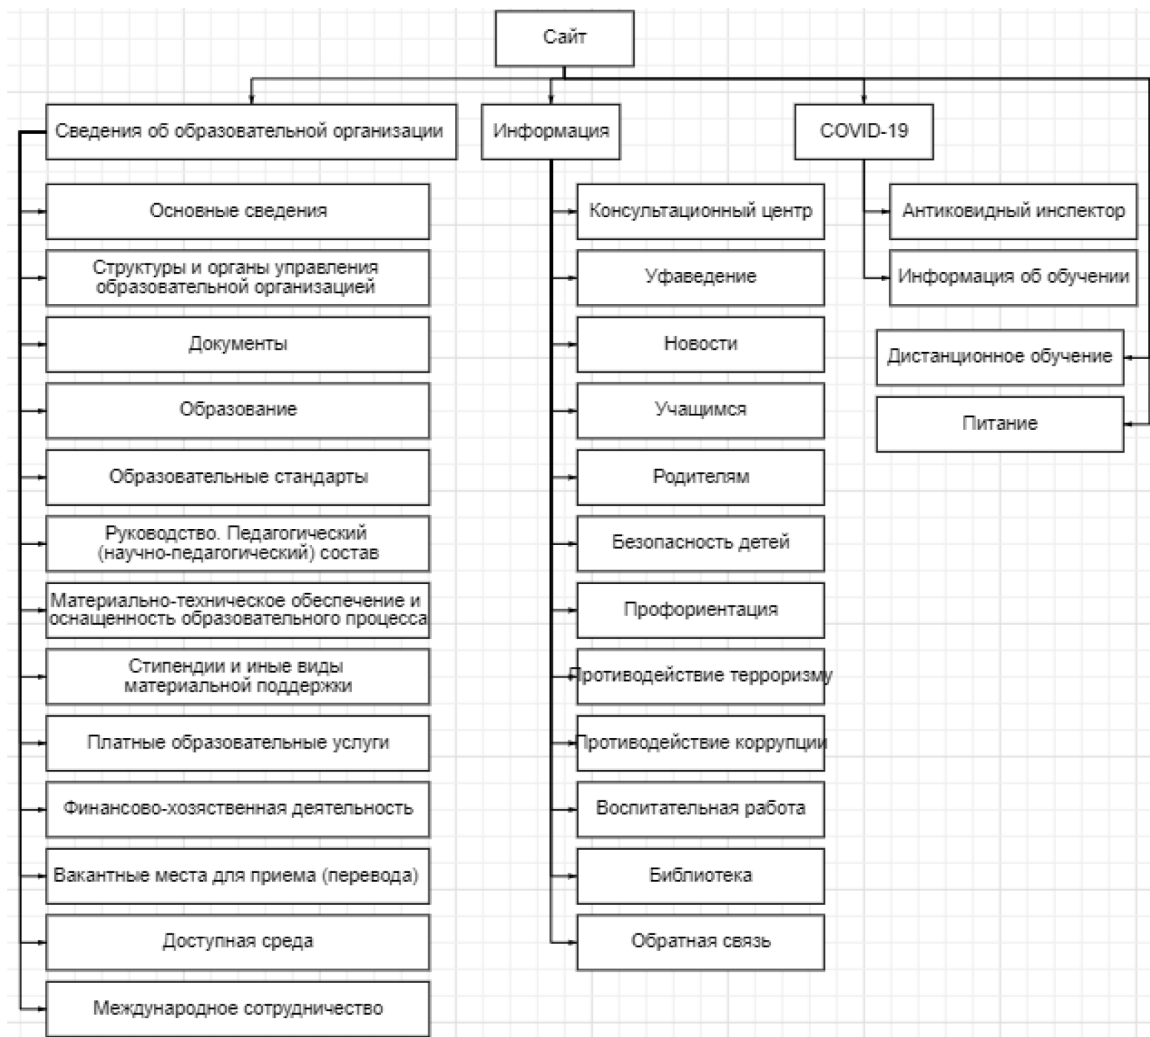 Сайт
Сведения об образовательной организации
Информация
COVID-19
Основные сведения
Структуры и органы управления
образовательной организацией
Документы
Образование
Образовательные стандарты
Руководство. Педагогический
(научно-педагогический) состав
Материально-техническое обеспечение и
оснащенность образовательного процесса
Стипендии и иные виды
материальной поддержки
Платные образовательные услуги
Финансово-хозяственная деятельность
Вакантные места для приема (перевода)
Доступная среда
Международное сотрудничество
Консультационный центр
Уфаведение
Новости
Учащимся
Родителям
Безопасность детей
Профориентация
Противодействие терроризму
Противодействие коррупции
Воспитательная работа
Библиотека
Обратная связь
Антиковидный инспектор
Информация об обучении
Дистанционное обучение
Питание